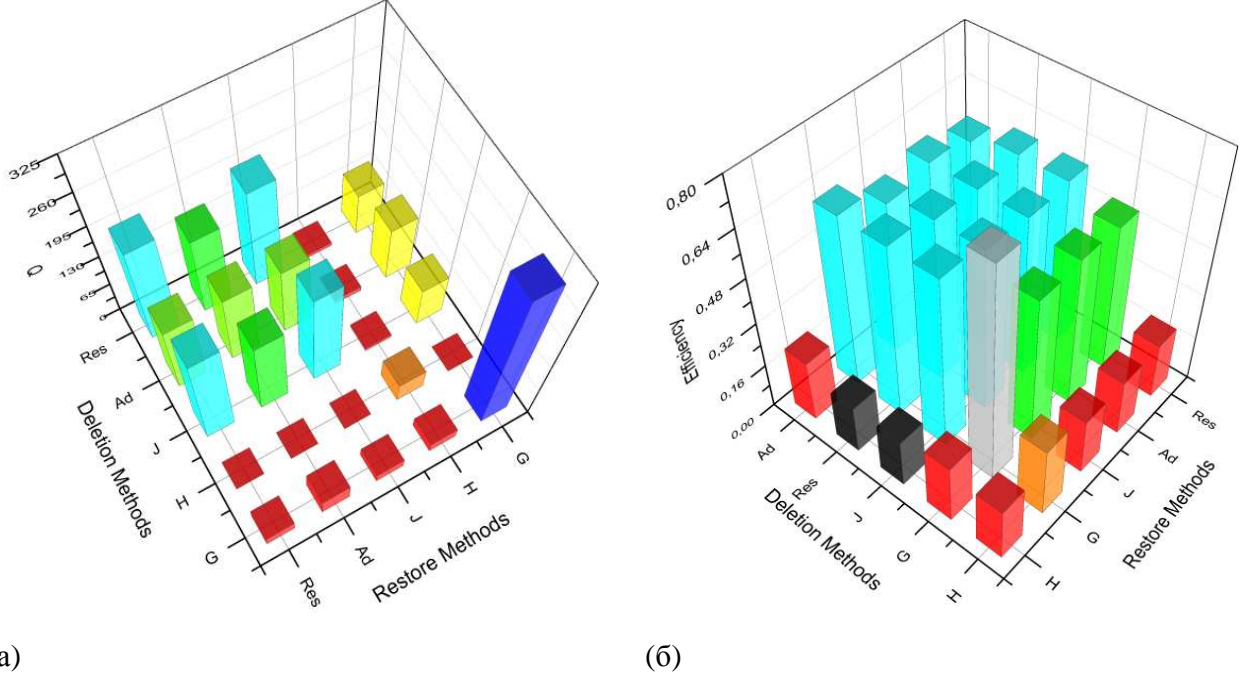 325
260
195
130
65
0
Q
Res
Ad
J
H
G
Deletion Methods
Res
Ad
J
H
G
Restore Methods
0,80
0,64
0,48
0,32
0,16
0,00
Efficiency
Ad
Res
J
G
H
Deletion Methods
H
G
J
Ad
Res
Restore Methods
а)
(б)